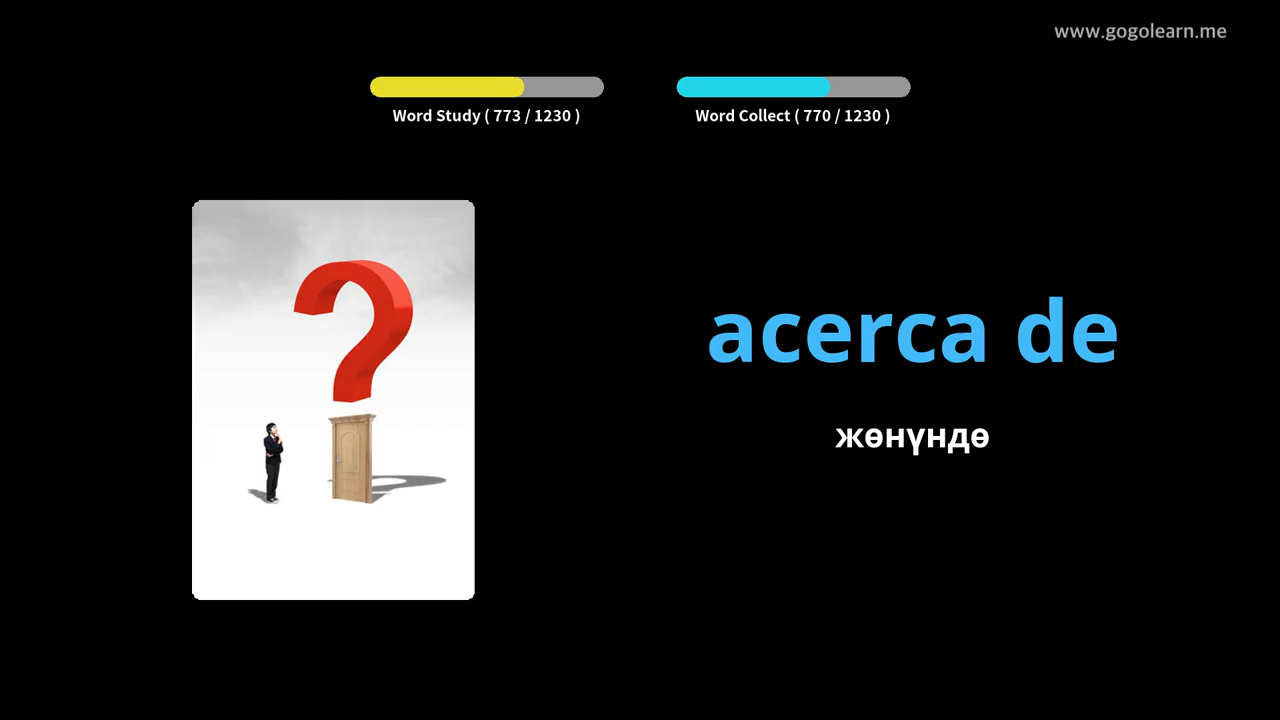 www.gogolearn.me
Word Study ( 773 / 1230 )
Word Collect ( 770 / 1230 )
acerca de
жөнүндө